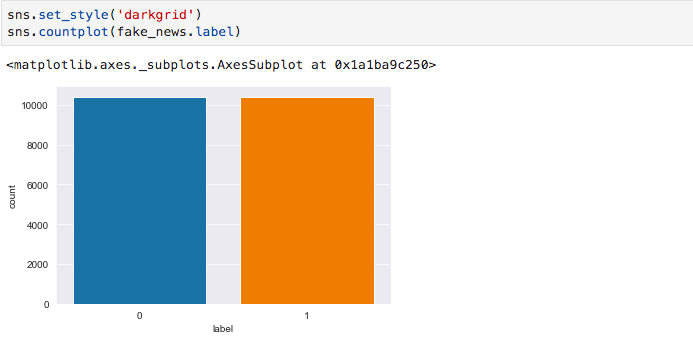 sns.set_style('darkgrid')
sns.countplot(fake_news.label)
<matplotlib.axes._subplots.AxesSubplot at 0x1a1ba9c250>
10000
8000
6000
4000
2000
0
count
0 1
label